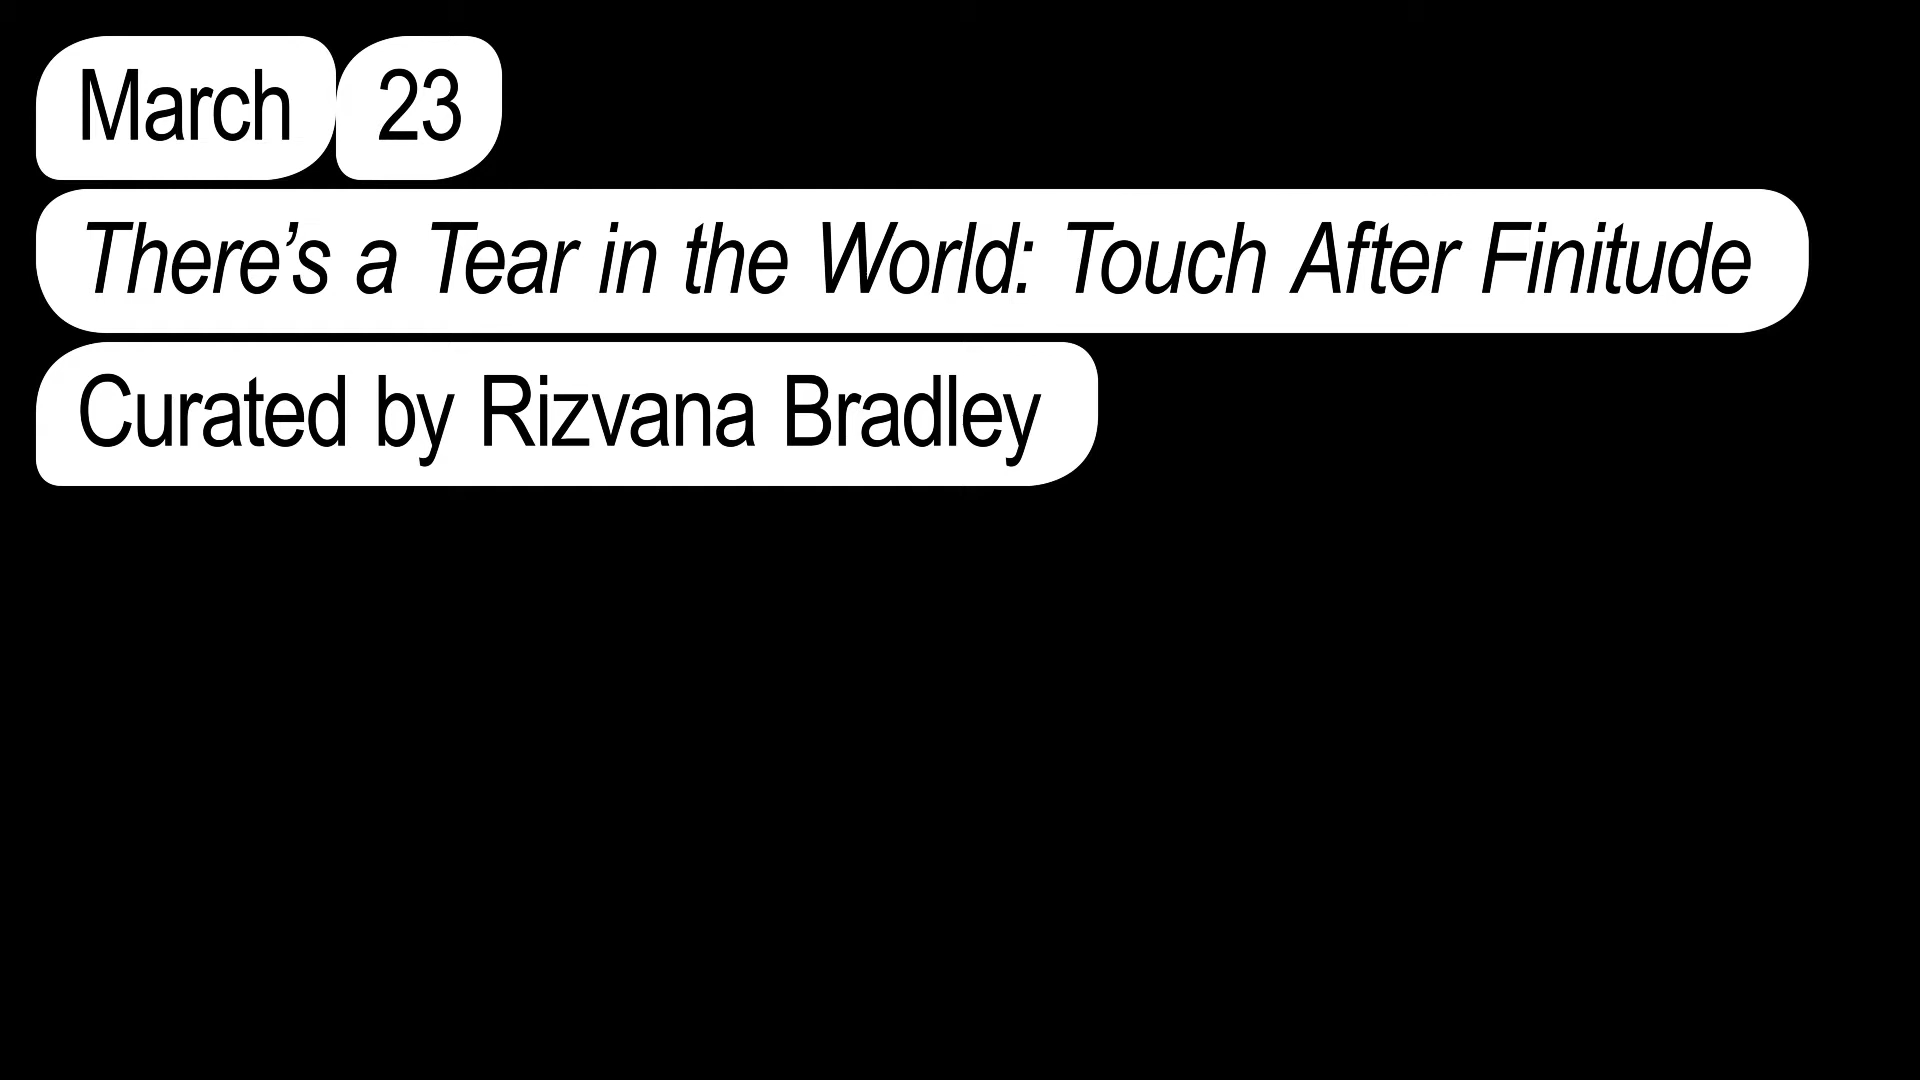 March 23
There’s a Tear in the World: Touch After Finitude
Curated by Rizvana Bradley